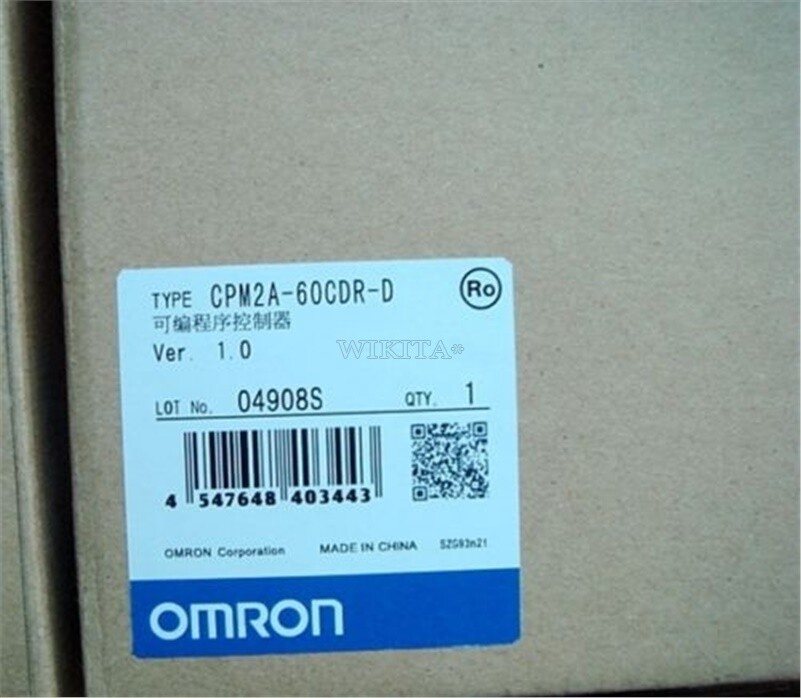 TYPE CPM2A-60CDR-D
Ro
可编程序控制器
Ver. 1.0
WIKITA®
LOT No. 04908S QTY. 1
4 547648 403443
OMRON Corporation MADE IN CHINA SZG93n21
OMRON